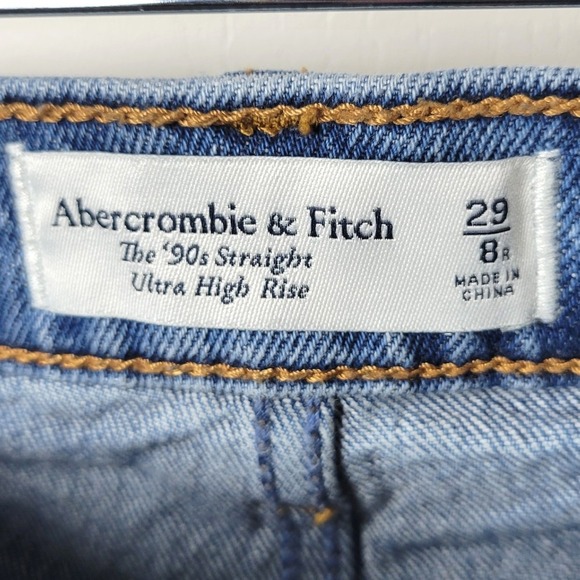 Abercrombie & Fitch
The '90s Straight
Ultra High Rise
29
8R
MADE IN
CHINA